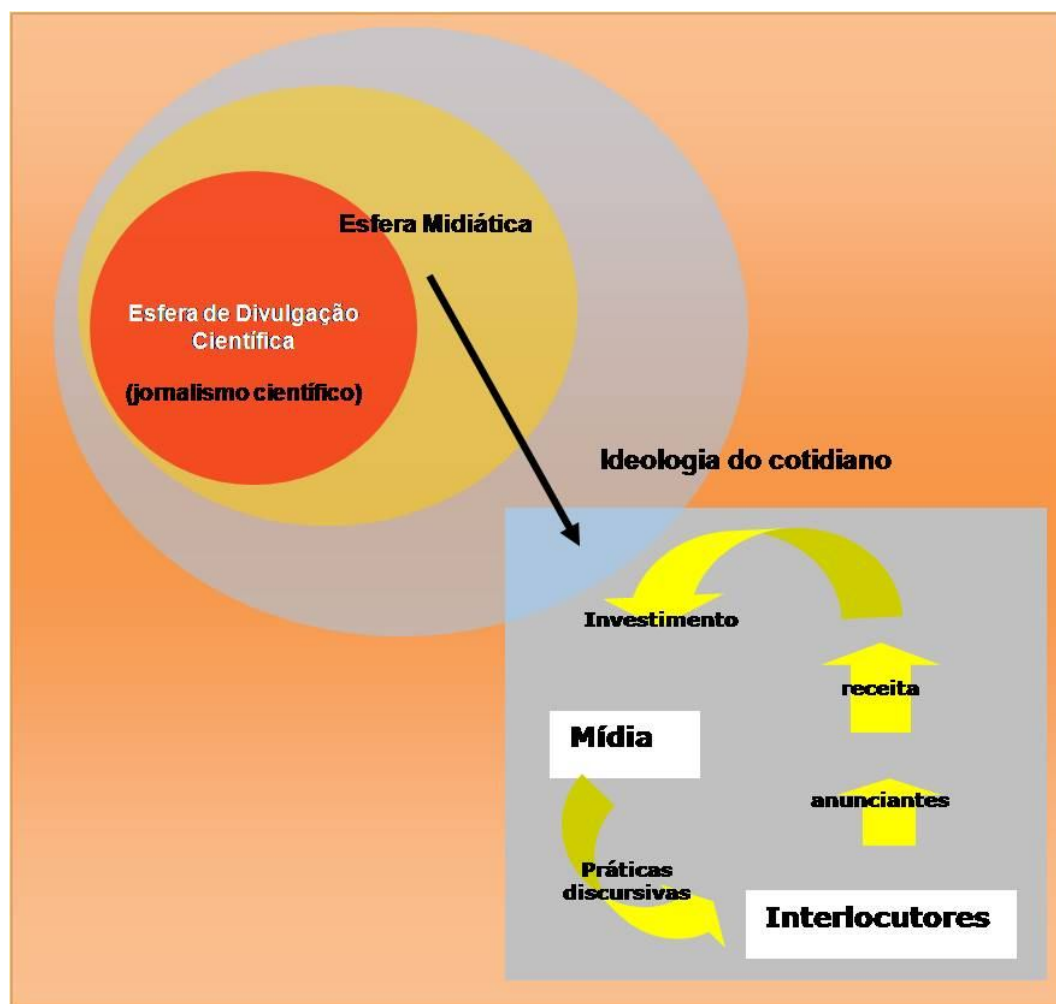 Esfera Midiática
Esfera de Divulgação
Científica
(jornalismo científico)
Ideologia do cotidiano
Investimento
receita
Mídia
anunciantes
Práticas
discursivas
Interlocutores